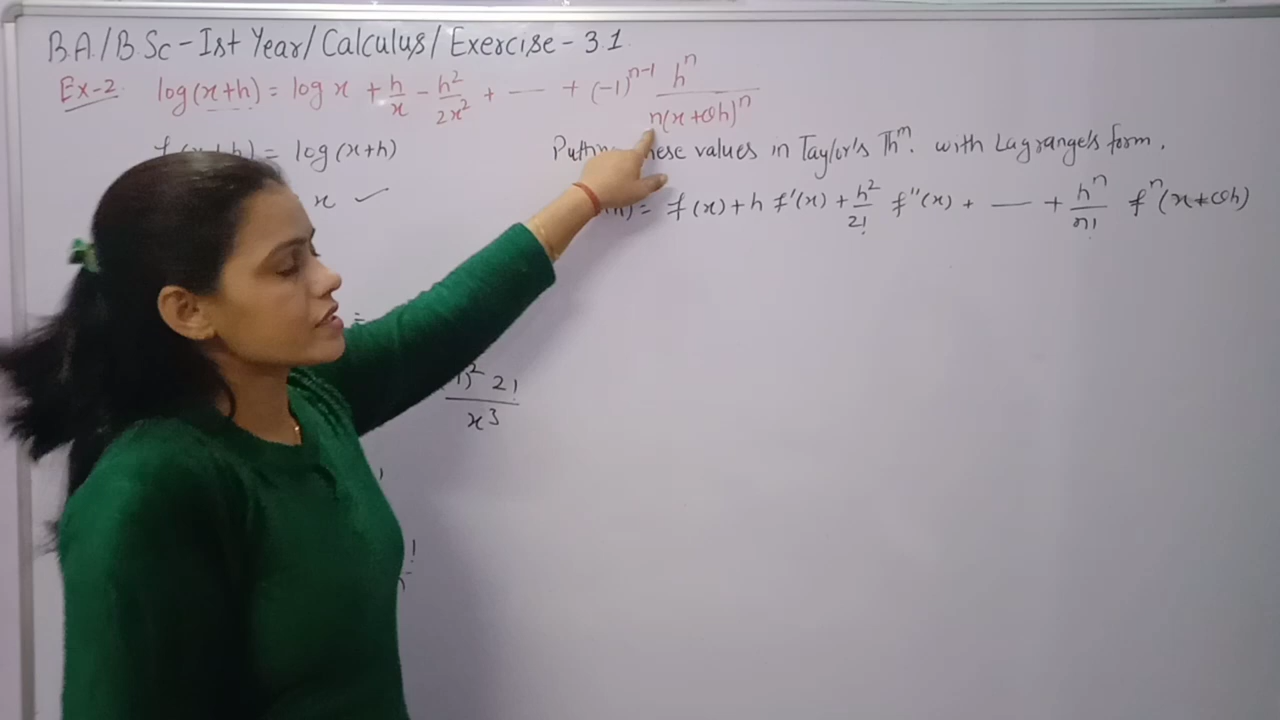 B.A./B.Sc-Ist Year/Calculus/Exercise-3.1.
Ex-2. log(x+h) = log x + h/x - h²/2x² + — + (-1)ⁿ⁻¹ hⁿ/n(x+θh)ⁿ
= log(x+h)
x ✓
2!
x³
!
Putting these values in Taylor's Thᵐ. with Lagrange's form.
= f(x)+h f'(x)+h²/2! f''(x) + — + hⁿ/n! fⁿ(x+θh)